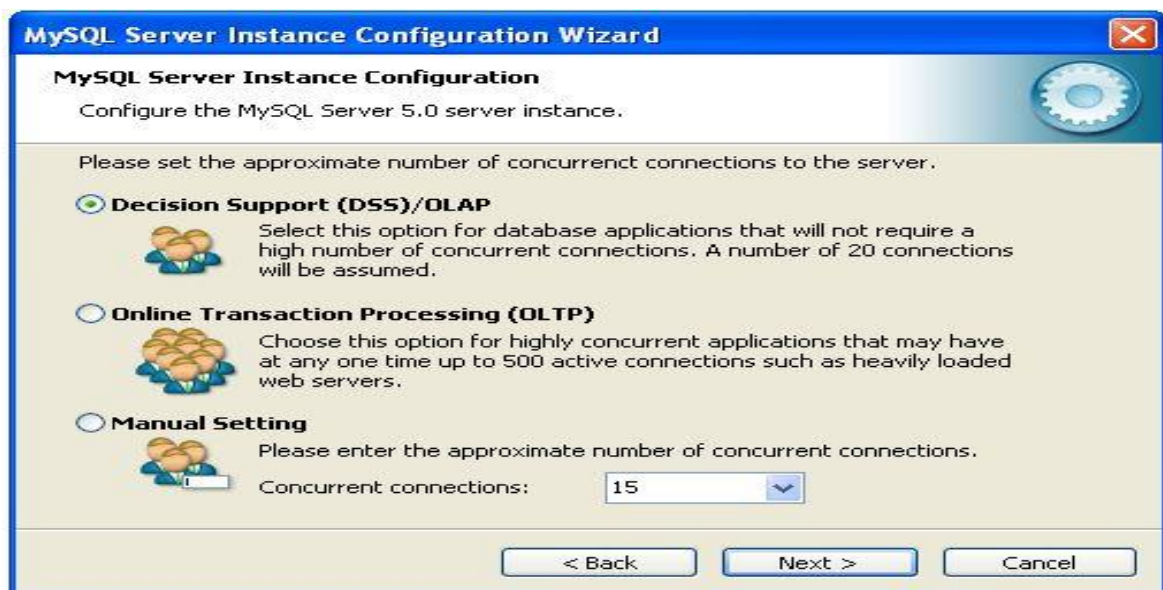 MySQL Server Instance Configuration Wizard
MySQL Server Instance Configuration
Configure the MySQL Server 5.0 server instance.
Please set the approximate number of concurrenct connections to the server.
Decision Support (DSS)/OLAP
Select this option for database applications that will not require a
high number of concurrent connections. A number of 20 connections
will be assumed.
Online Transaction Processing (OLTP)
Choose this option for highly concurrent applications that may have
at any one time up to 500 active connections such as heavily loaded
web servers.
Manual Setting
Please enter the approximate number of concurrent connections.
Concurrent connections: 15
< Back Next > Cancel